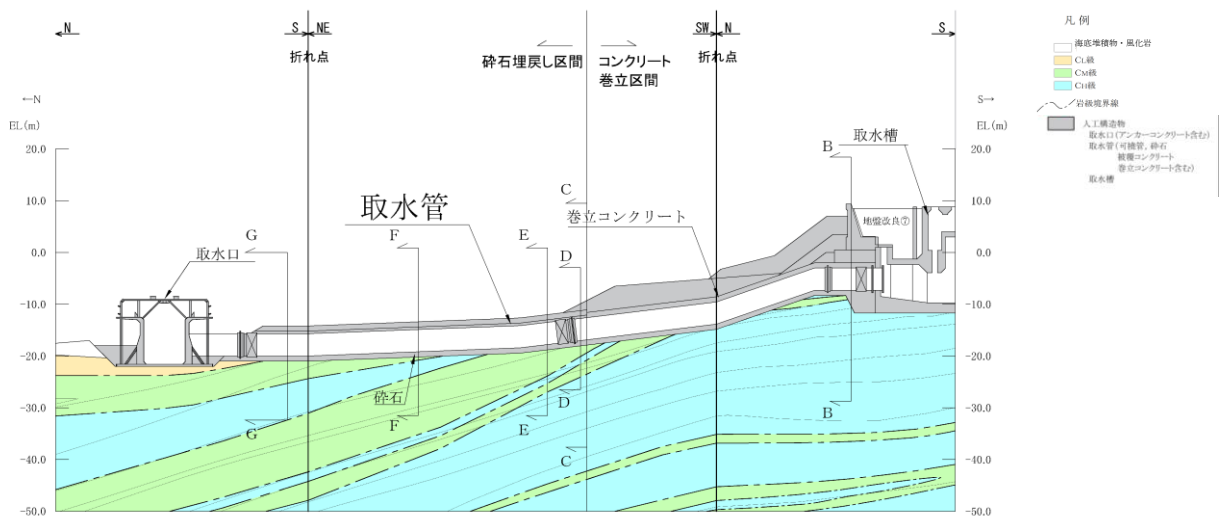 N
S
NE
SW
N
S
折れ点
砕石埋戻し区間
コンクリート
巻立区間
折れ点
凡 例
海底堆積物・風化岩
CL級
CM級
CH級
岩級境界線
人工構造物
取水口(アンカーコンクリート含む)
取水管(可撓管, 砕石
被覆コンクリート
巻立コンクリート含む)
取水槽
←N
EL(m)
S→
EL(m)
20.0
10.0
0.0
-10.0
-20.0
-30.0
-40.0
-50.0
20.0
10.0
0.0
-10.0
-20.0
-30.0
-40.0
-50.0
取水槽
B
C
取水管
巻立コンクリート
地盤改良⑦
G
取水口
F
E
D
砕石
D
B
G
F
E
C